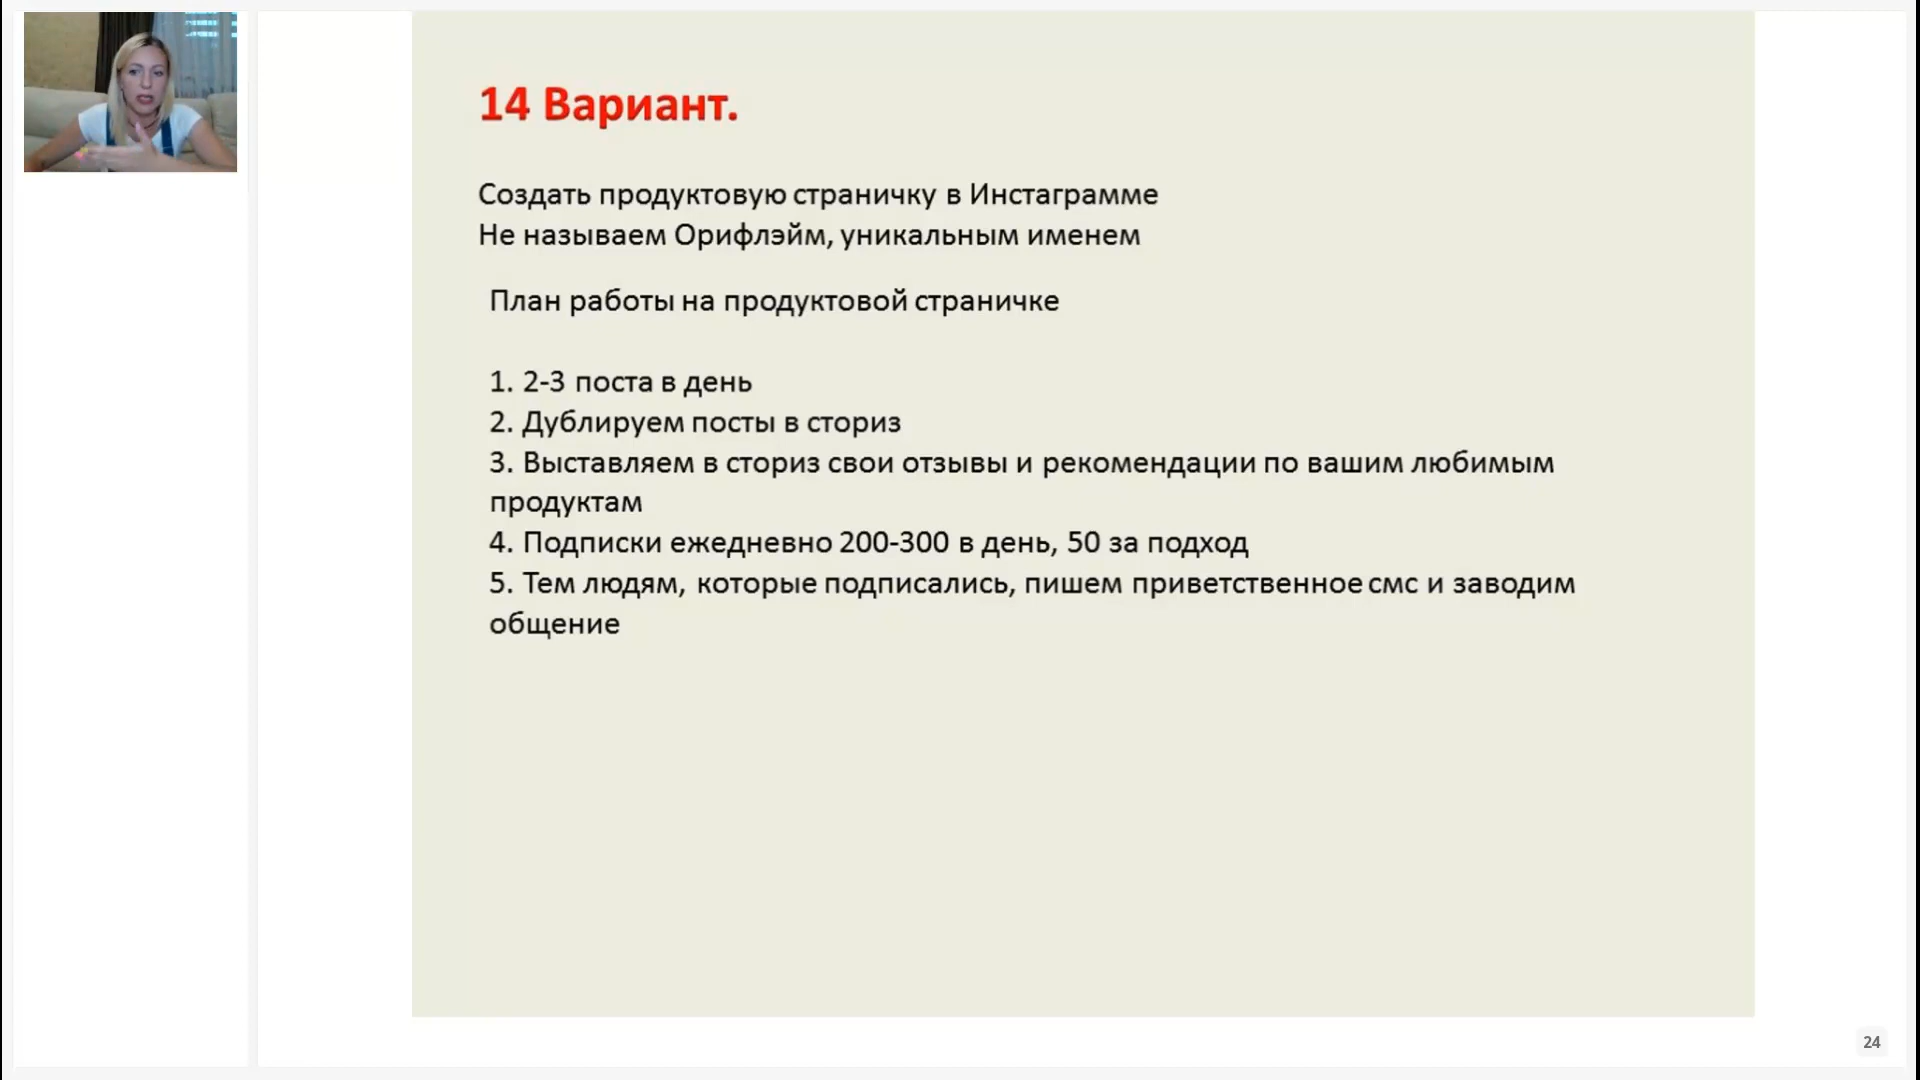 14 Вариант.
Создать продуктовую страничку в Инстаграмме
Не называем Орифлэйм, уникальным именем
План работы на продуктовой страничке
1. 2-3 поста в день
2. Дублируем посты в сториз
3. Выставляем в сториз свои отзывы и рекомендации по вашим любимым
продуктам
4. Подписки ежедневно 200-300 в день, 50 за подход
5. Тем людям, которые подписались, пишем приветственное смс и заводим
общение
24